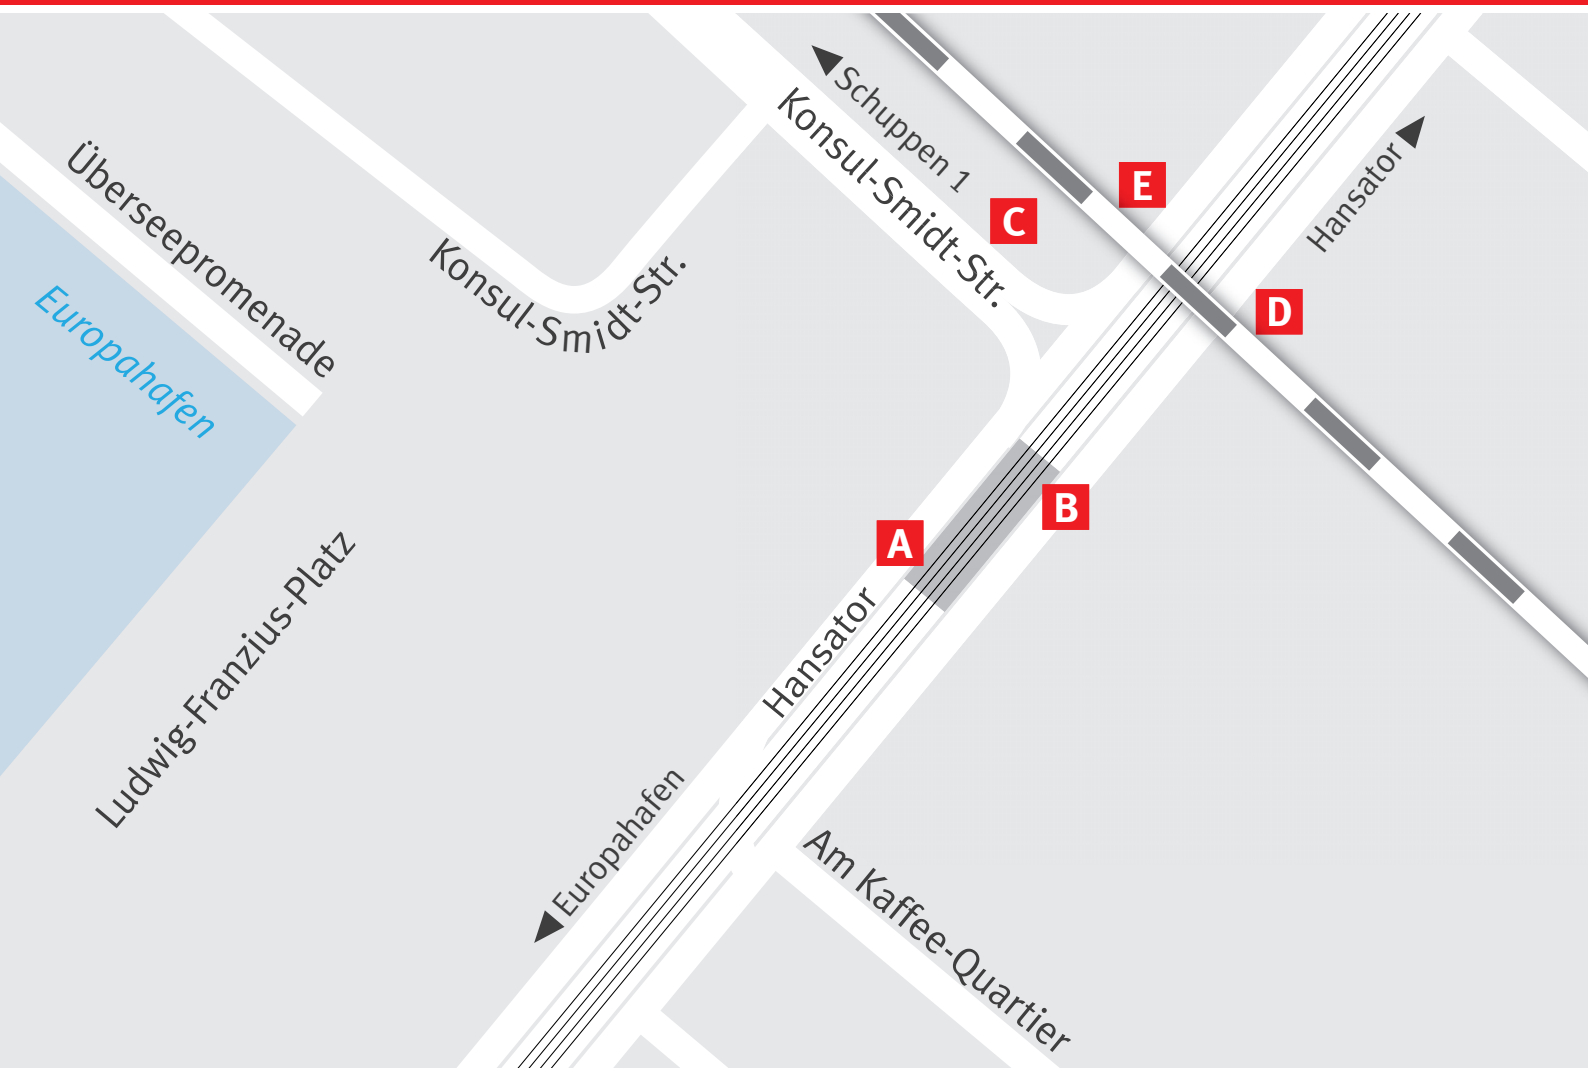 Schuppen 1
Konsul-Smidt-Str.
E
C
Hansator
Überseepromenade
Konsul-Smidt-Str.
Europahafen
D
B
A
Hansator
Ludwig-Franzius-Platz
Europahafen
Am Kaffee-Quartier